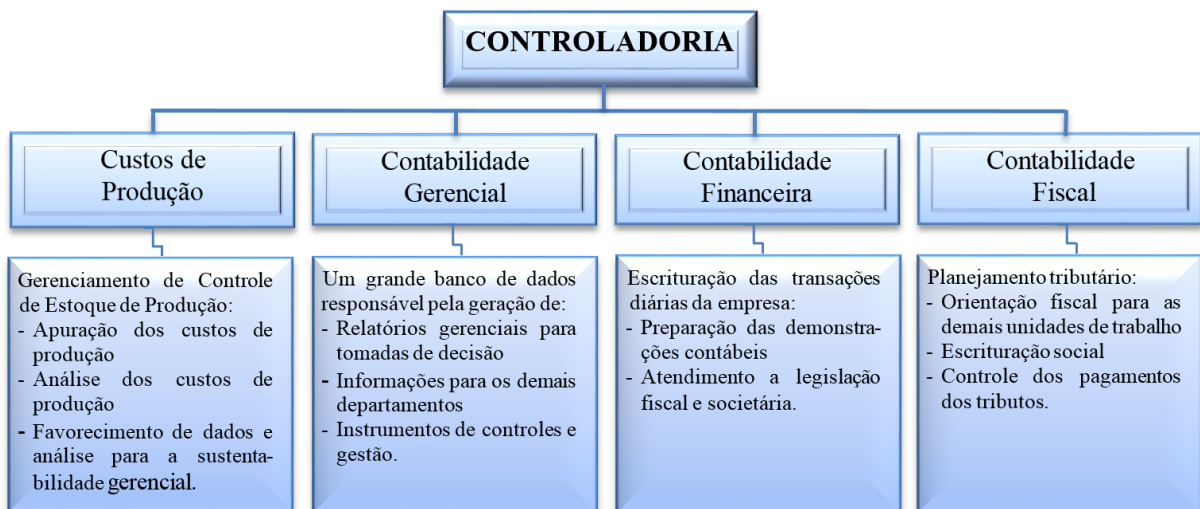 CONTROLADORIA
Custos de
Produção
Contabilidade
Gerencial
Contabilidade
Financeira
Contabilidade
Fiscal
Gerenciamento de Controle
de Estoque de Produção:
- Apuração dos custos de
produção
- Análise dos custos de
produção
- Favorecimento de dados e
análise para a sustenta-
bilidade gerencial.
Um grande banco de dados
responsável pela geração de:
- Relatórios gerenciais para
tomadas de decisão
- Informações para os demais
departamentos
- Instrumentos de controles e
gestão.
Escrituração das transações
diárias da empresa:
- Preparação das demonstra-
ções contábeis
- Atendimento a legislação
fiscal e societária.
Planejamento tributário:
- Orientação fiscal para as
demais unidades de trabalho
- Escrituração social
- Controle dos pagamentos
dos tributos.